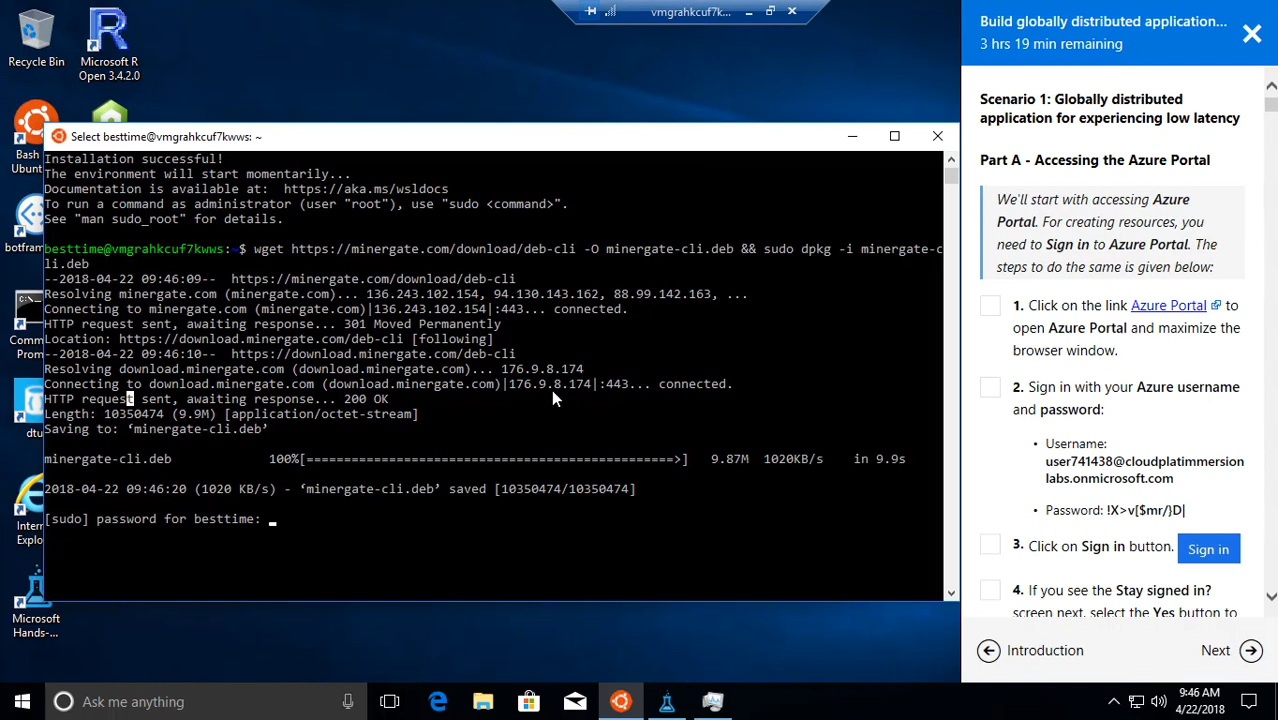 Recycle Bin
Microsoft R
Open 3.4.2.0
Bash
Ubunt
botfram
Comm
Prom
dtu
Intern
Explor
Microsoft
Hands-...
vmgrahkcuf7k...
Select besttime@vmgrahkcuf7kwws: ~
Installation successful!
The environment will start momentarily...
Documentation is available at:  https://aka.ms/wsldocs
To run a command as administrator (user "root"), use "sudo <command>".
See "man sudo_root" for details.
besttime@vmgrahkcuf7kwws:~$ wget https://minergate.com/download/deb-cli -O minergate-cli.deb && sudo dpkg -i minergate-c
li.deb
--2018-04-22 09:46:09--  https://minergate.com/download/deb-cli
Resolving minergate.com (minergate.com)... 136.243.102.154, 94.130.143.162, 88.99.142.163, ...
Connecting to minergate.com (minergate.com)|136.243.102.154|:443... connected.
HTTP request sent, awaiting response... 301 Moved Permanently
Location: https://download.minergate.com/deb-cli [following]
--2018-04-22 09:46:10--  https://download.minergate.com/deb-cli
Resolving download.minergate.com (download.minergate.com)... 176.9.8.174
Connecting to download.minergate.com (download.minergate.com)|176.9.8.174|:443... connected.
HTTP request sent, awaiting response... 200 OK
Length: 10350474 (9.9M) [application/octet-stream]
Saving to: ‘minergate-cli.deb’
minergate-cli.deb             100%[=================================================>]   9.87M  1020KB/s    in 9.9s
2018-04-22 09:46:20 (1020 KB/s) - ‘minergate-cli.deb’ saved [10350474/10350474]
[sudo] password for besttime:
Build globally distributed application...
3 hrs 19 min remaining
Scenario 1: Globally distributed
application for experiencing low latency
Part A - Accessing the Azure Portal
We'll start with accessing Azure
Portal. For creating resources, you
need to Sign in to Azure Portal. The
steps to do the same is given below:
1. Click on the link Azure Portal to
open Azure Portal and maximize the
browser window.
2. Sign in with your Azure username
and password:
• Username:
user741438@cloudplatimmersion
labs.onmicrosoft.com
• Password: !X>v[$mr/}D|
3. Click on Sign in button. Sign in
4. If you see the Stay signed in?
screen next, select the Yes button to
Introduction
Next
Ask me anything
9:46 AM
4/22/2018